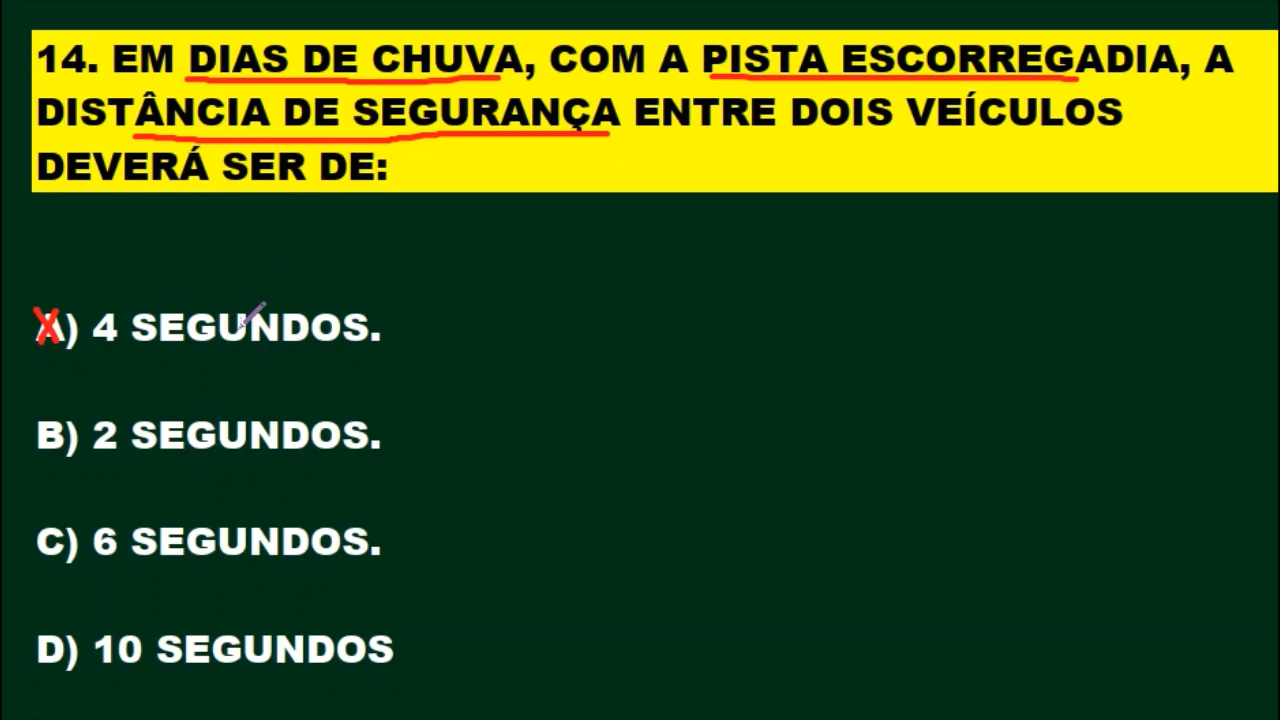 14. EM DIAS DE CHUVA, COM A PISTA ESCORREGADIA, A
DISTÂNCIA DE SEGURANÇA ENTRE DOIS VEÍCULOS
DEVERÁ SER DE:
A) 4 SEGUNDOS.
B) 2 SEGUNDOS.
C) 6 SEGUNDOS.
D) 10 SEGUNDOS